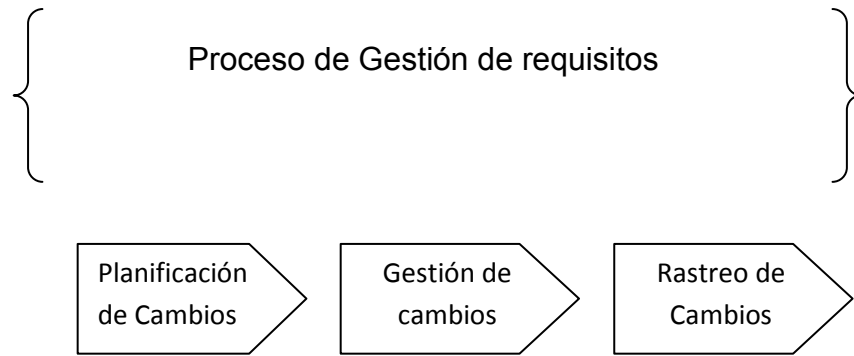 Proceso de Gestión de requisitos
Planificación
de Cambios
Gestión de
cambios
Rastreo de
Cambios